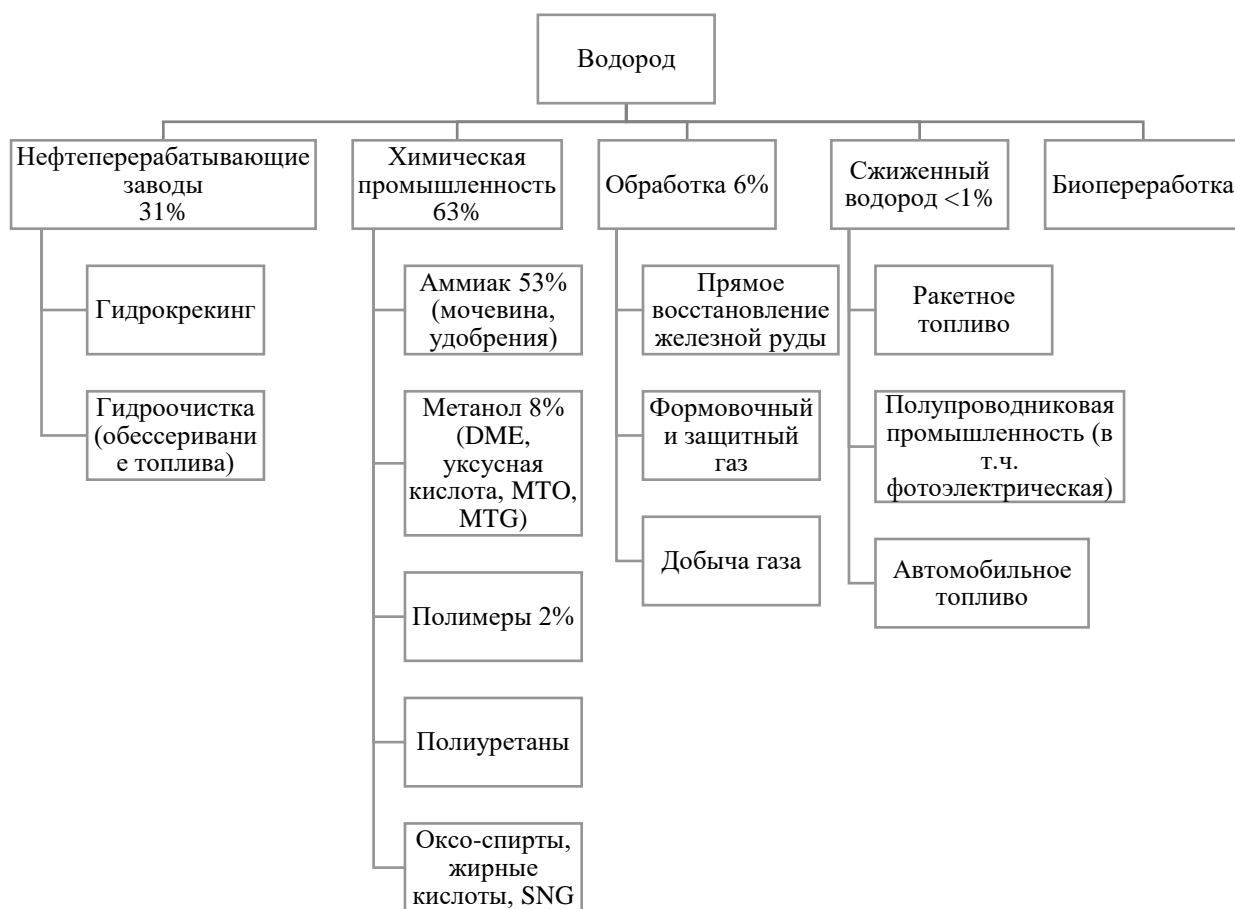 Водород
Нефтеперерабатывающие
заводы
31%
Химическая
промышленность
63%
Обработка 6%
Сжиженный
водород <1%
Биопереработка
Гидрокрекинг
Гидроочистка
(обессеривани
е топлива)
Аммиак 53%
(мочевина,
удобрения)
Метанол 8%
(DME,
уксусная
кислота, MTO,
MTG)
Полимеры 2%
Полиуретаны
Оксо-спирты,
жирные
кислоты, SNG
Прямое
восстановление
железной руды
Формовочный
и защитный
газ
Добыча газа
Ракетное
топливо
Полупроводниковая
промышленность (в
т.ч.
фотоэлектрическая)
Автомобильное
топливо